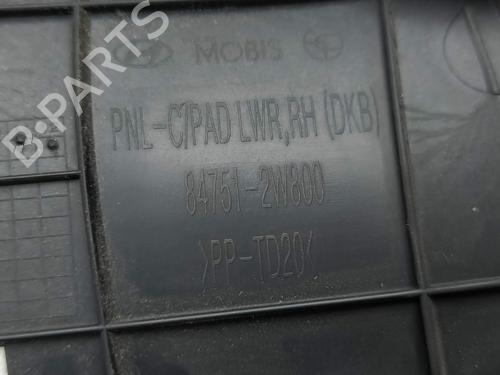 MOBIS
PNL-C/PAD LWR,RH (DKB)
84751-2W800
>PP-TD20<
B-PARTS